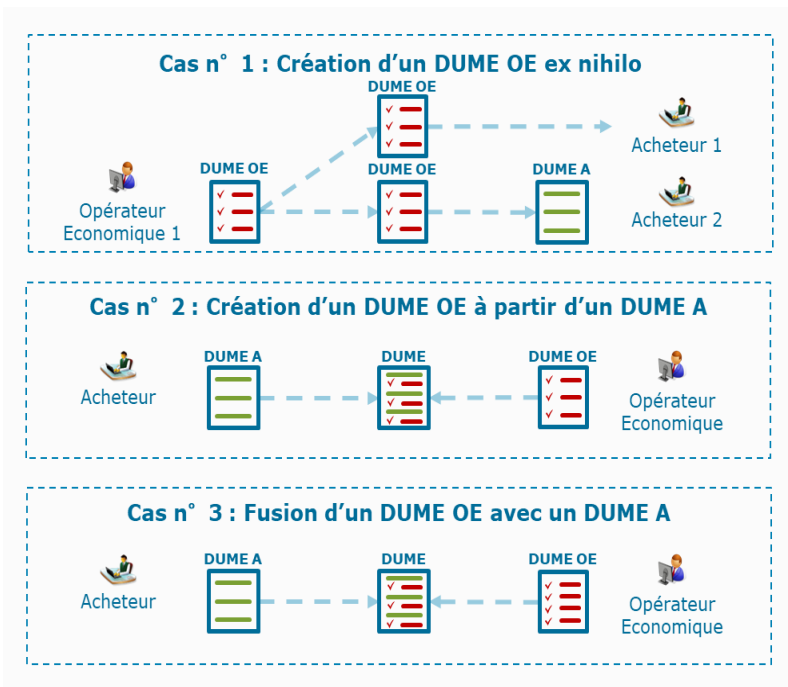 Cas n° 1 : Création d'un DUME OE ex nihilo
DUME OE
Acheteur 1
DUME OE
DUME OE
DUME A
Opérateur
Economique 1
Acheteur 2
Cas n° 2 : Création d'un DUME OE à partir d'un DUME A
DUME A
DUME
DUME OE
Acheteur
Opérateur
Economique
Cas n° 3 : Fusion d'un DUME OE avec un DUME A
DUME A
DUME
DUME OE
Acheteur
Opérateur
Economique